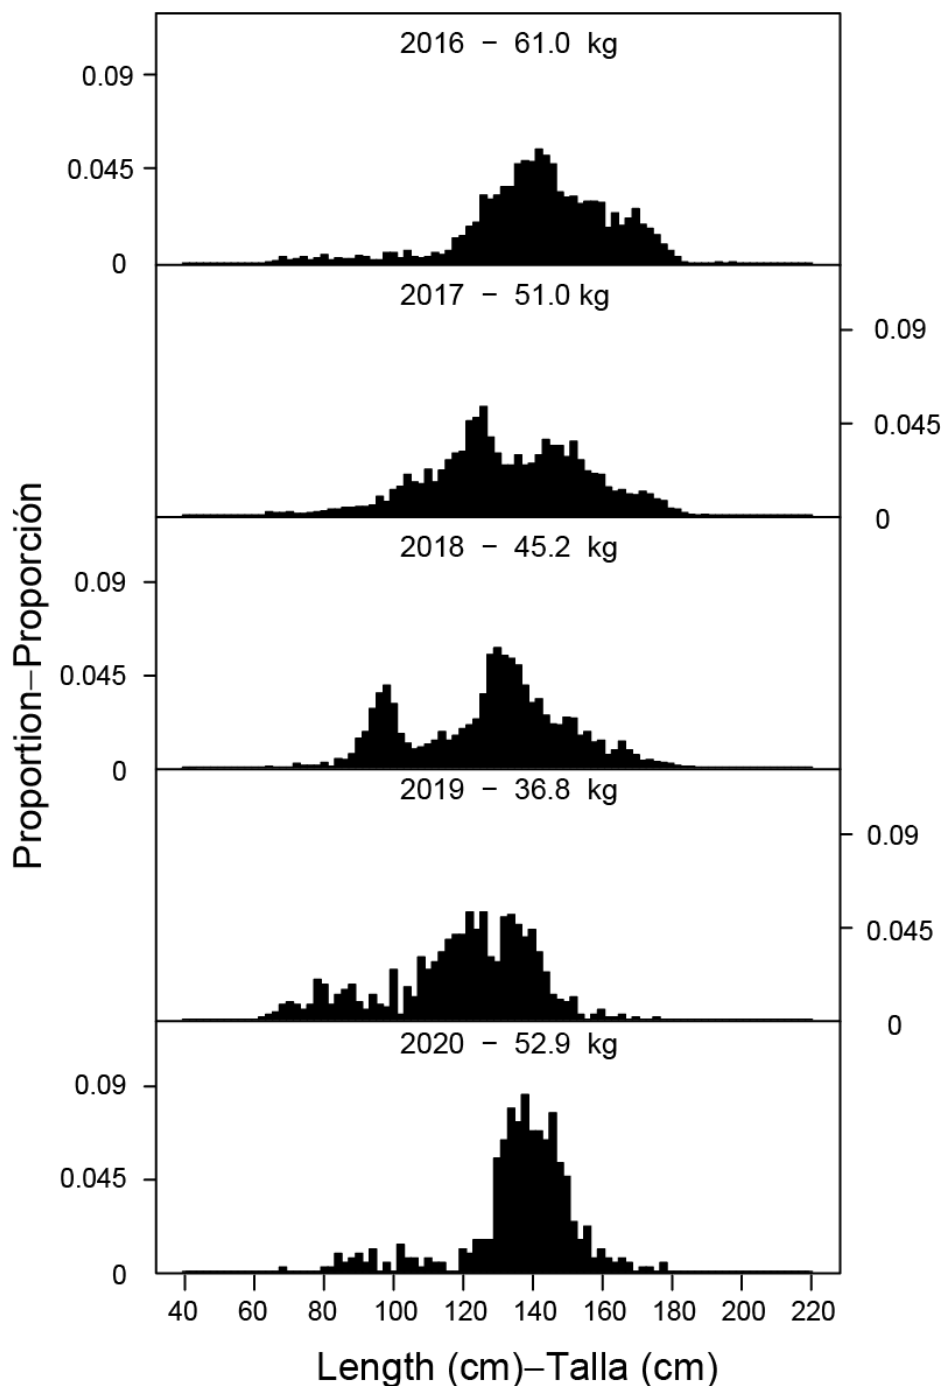 2016 − 61.0 kg
0.09
0.045
0
2017 − 51.0 kg
0.09
0.045
0
2018 − 45.2 kg
0.09
0.045
0
2019 − 36.8 kg
0.09
0.045
0
2020 − 52.9 kg
0.09
0.045
0
Proportion–Proporción
40 60 80 100 120 140 160 180 200 220
Length (cm)–Talla (cm)